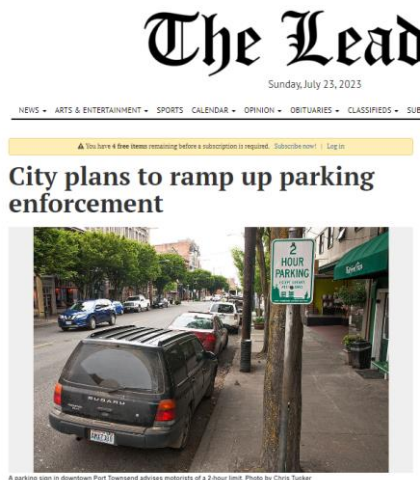 The Lead
Sunday, July 23, 2023
NEWS ARTS & ENTERTAINMENT SPORTS CALENDAR OPINION OBITUARIES CLASSIFIEDS SUB
You have 4 free items remaining before a subscription is required. Subscribe now! | Log in
City plans to ramp up parking
enforcement
2
HOUR
PARKING
SUBARU
A parking sign in downtown Port Townsend advises motorists of a 2-hour limit. Photo by Chris Tucker